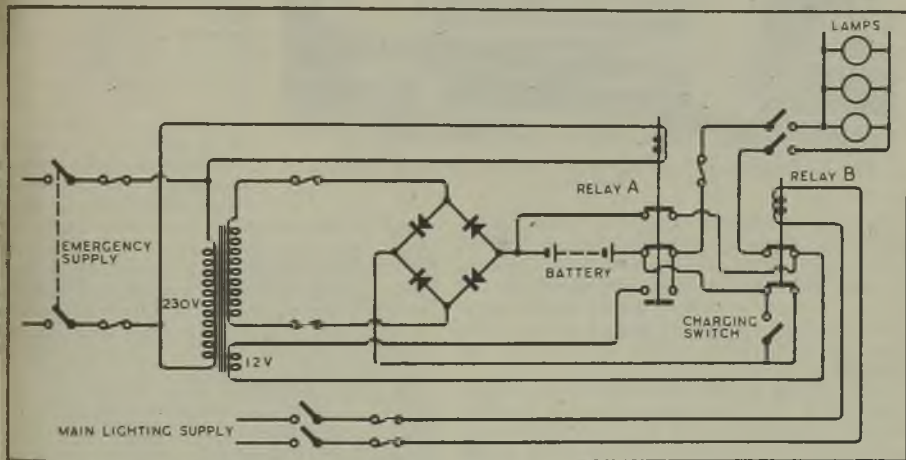 LAMPS
RELAY A
RELAY B
EMERGENCY
SUPPLY
230V
BATTERY
12V
CHARGING
SWITCH
MAIN LIGHTING SUPPLY